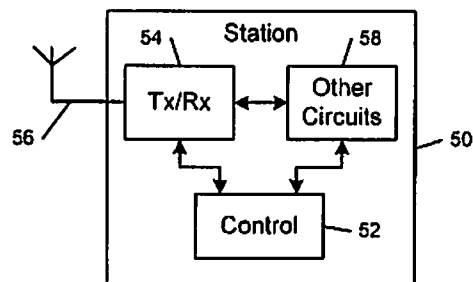 54
Station
58
Tx/Rx
Other
Circuits
56
50
Control
52